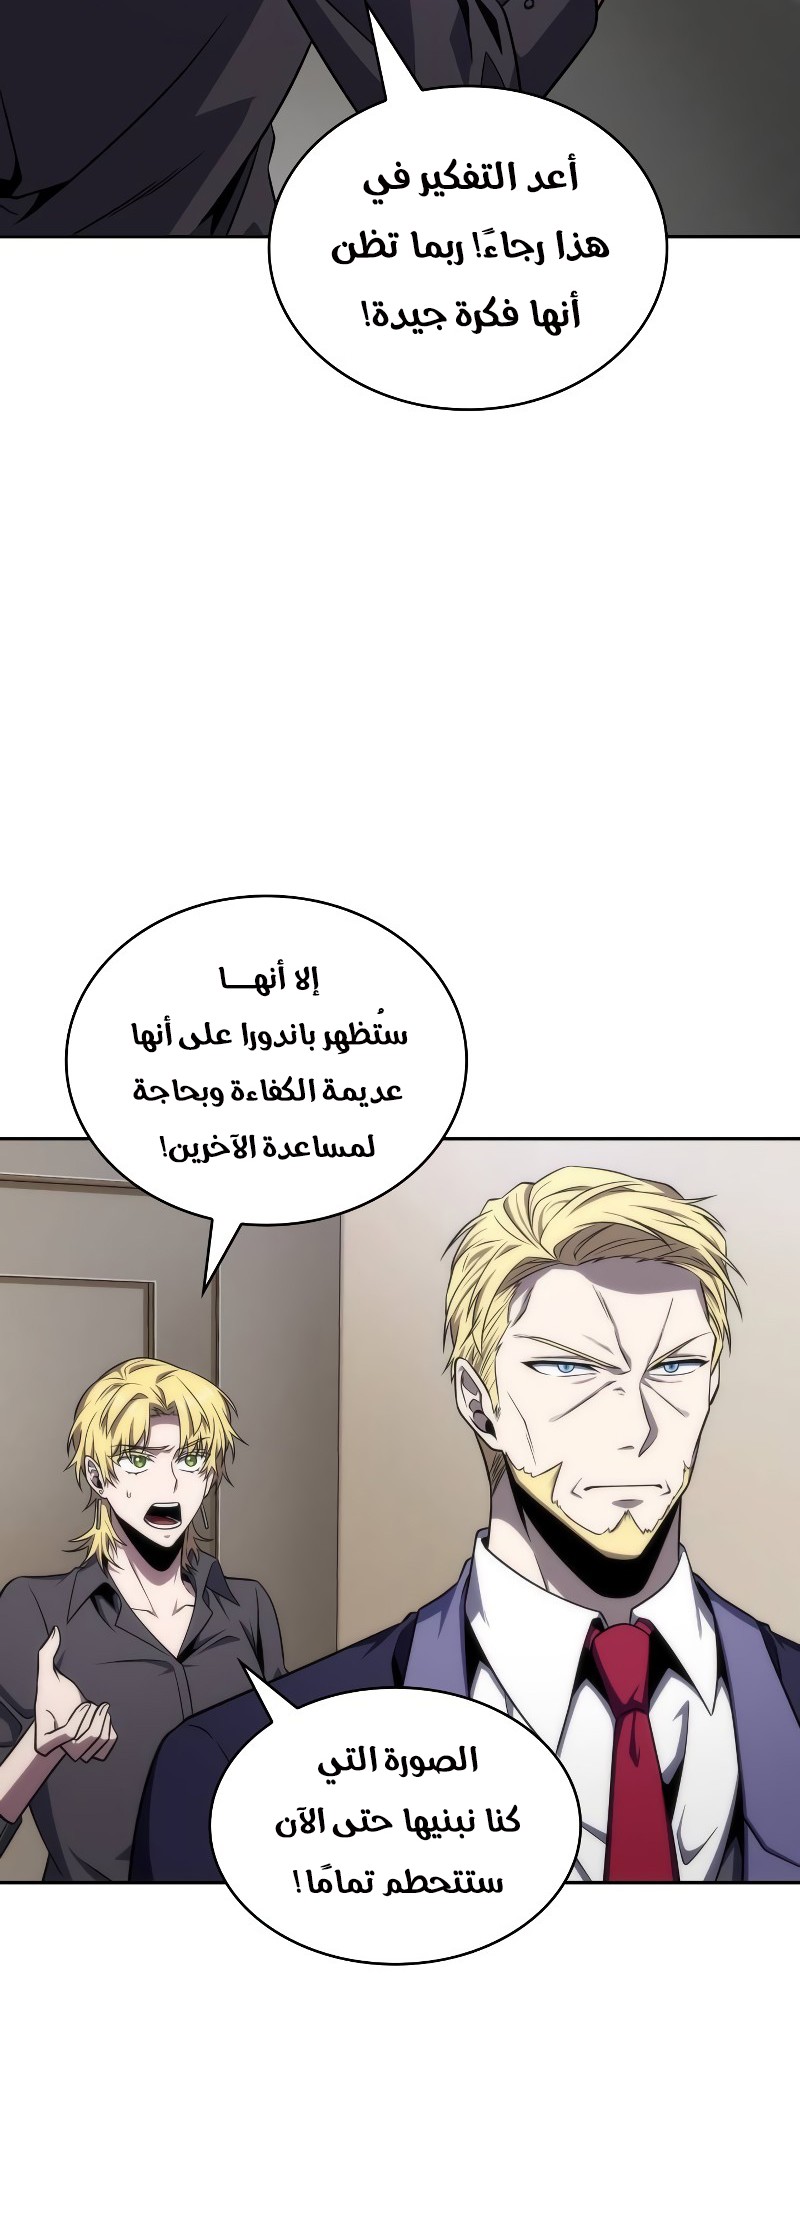 أعد التفكير في
هذا رجاءً! ربما تظن
أنها فكرة جيدة!
إلا أنهـــا
ستُظهِر باندورا على أنها
عديمة الكفاءة وبحاجة
لمساعدة الآخرين!
الصورة التي
كنا نبنيها حتى الآن
ستتحطم تمامًا!